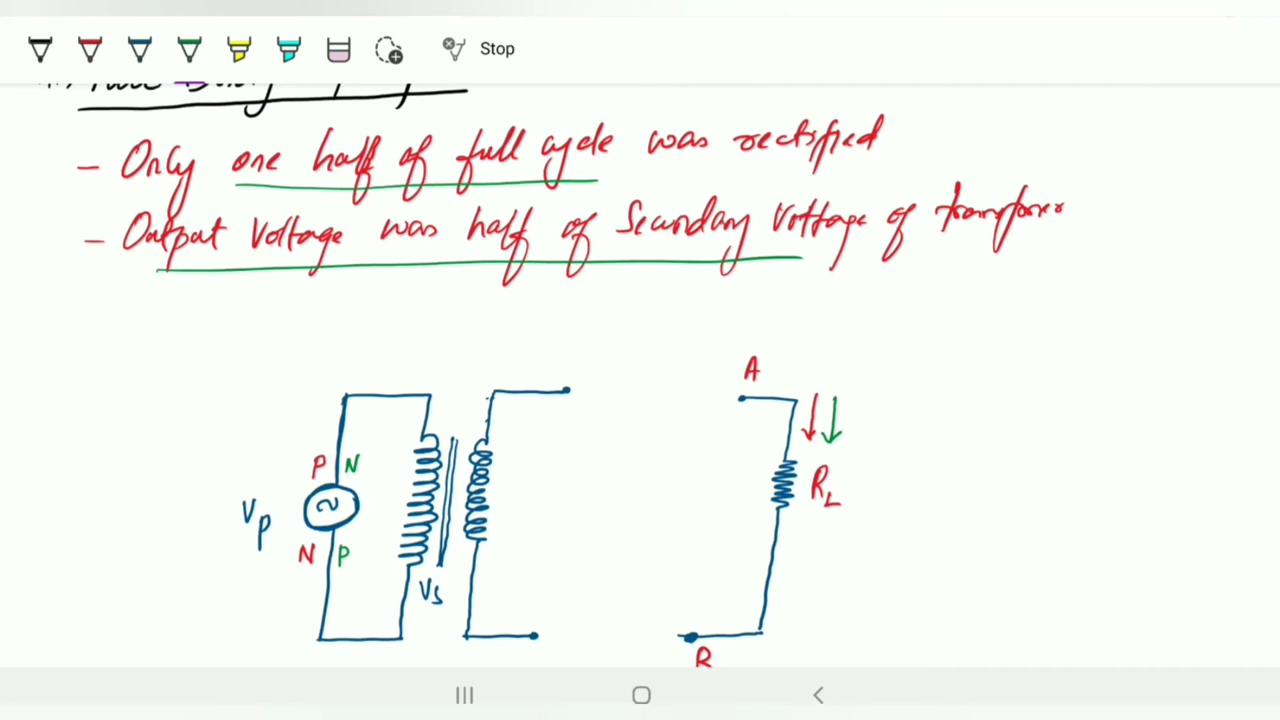 Stop
- Only one half of full cycle was rectified
- Output Voltage was half of Secondary Voltage of transformer
A
P N
Vp
RL
N P
Vs
B